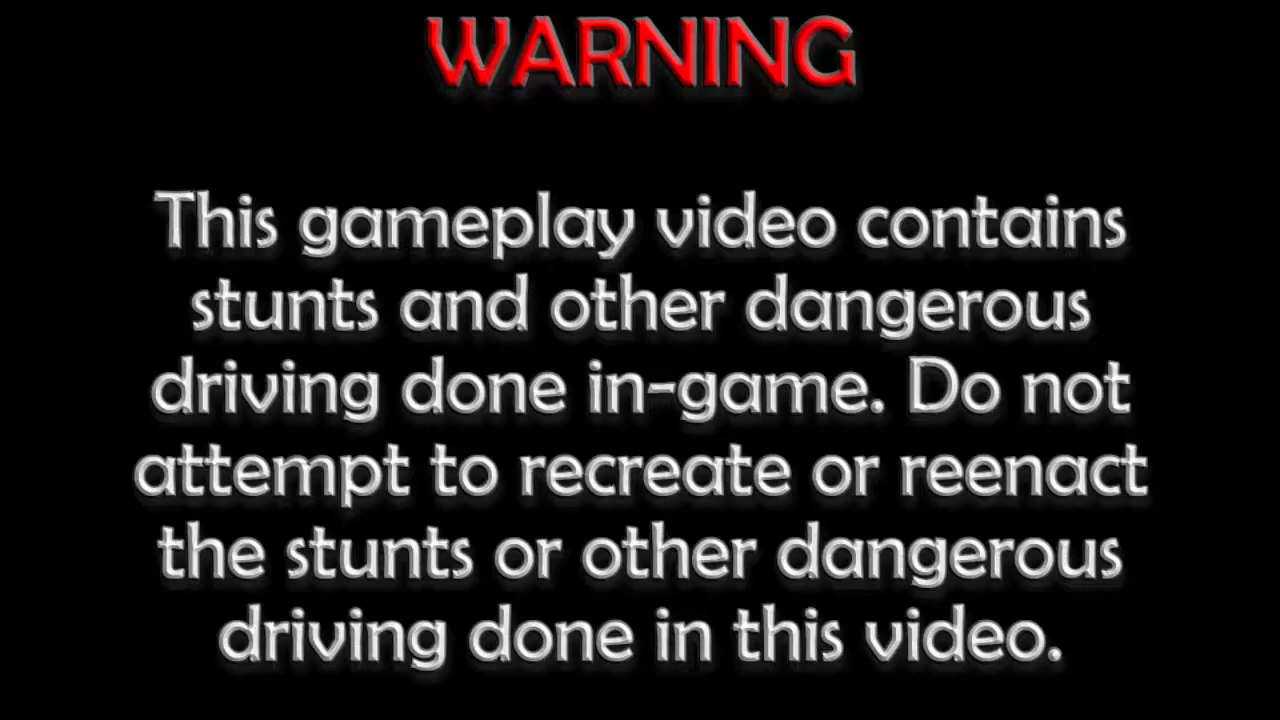 WARNING
This gameplay video contains
stunts and other dangerous
driving done in-game. Do not
attempt to recreate or reenact
the stunts or other dangerous
driving done in this video.